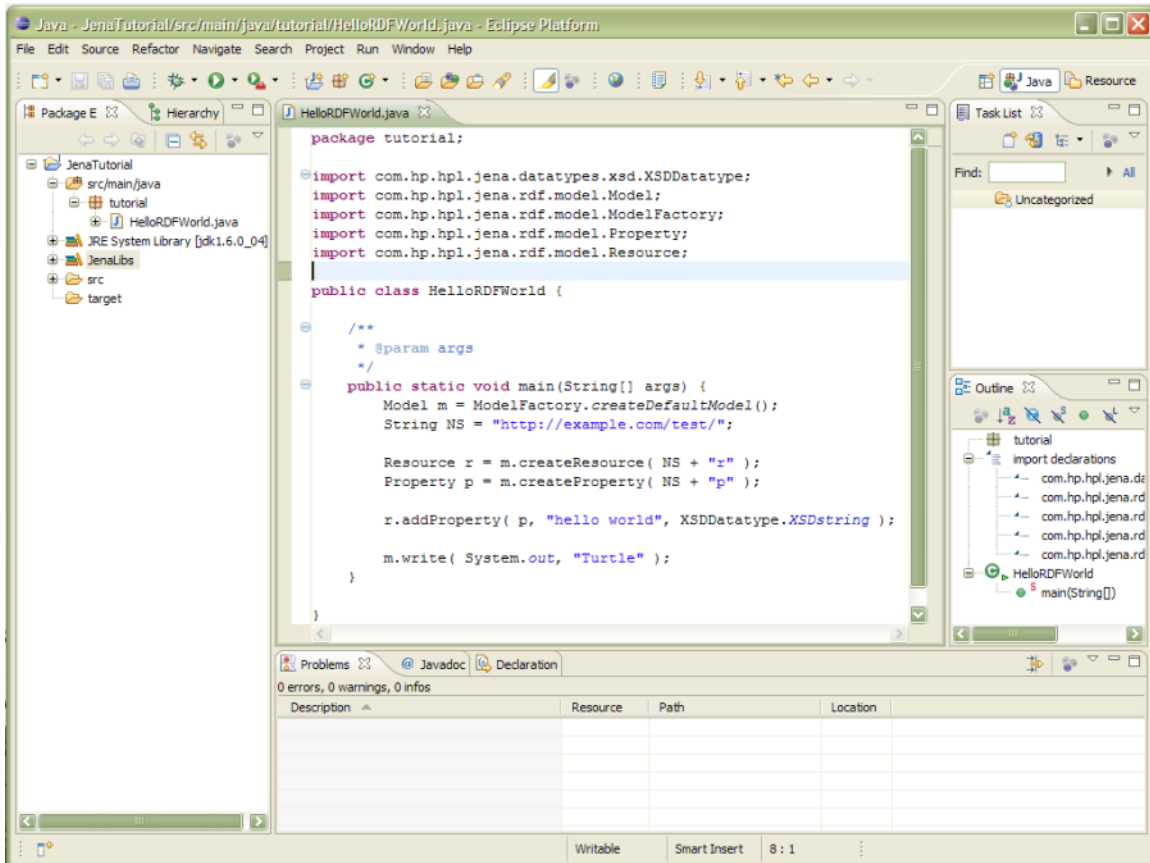 Java - JenaTutorial/src/main/java/tutorial/HelloRDFWorld.java - Eclipse Platform
File Edit Source Refactor Navigate Search Project Run Window Help
Java Resource
Package E Hierarchy
JenaTutorial
src/main/java
tutorial
HelloRDFWorld.java
JRE System Library [jdk1.6.0_04]
JenaLibs
src
target
HelloRDFWorld.java
package tutorial;
import com.hp.hpl.jena.datatypes.xsd.XSDDatatype;
import com.hp.hpl.jena.rdf.model.Model;
import com.hp.hpl.jena.rdf.model.ModelFactory;
import com.hp.hpl.jena.rdf.model.Property;
import com.hp.hpl.jena.rdf.model.Resource;
public class HelloRDFWorld {
/**
* @param args
*/
public static void main(String[] args) {
Model m = ModelFactory.createDefaultModel();
String NS = "http://example.com/test/";
Resource r = m.createResource( NS + "r" );
Property p = m.createProperty( NS + "p" );
r.addProperty( p, "hello world", XSDDatatype.XSDstring );
m.write( System.out, "Turtle" );
}
}
Task List
Find: All
Uncategorized
Outline
tutorial
import declarations
com.hp.hpl.jena.da
com.hp.hpl.jena.rd
com.hp.hpl.jena.rd
com.hp.hpl.jena.rd
com.hp.hpl.jena.rd
HelloRDFWorld
main(String[])
Problems Javadoc Declaration
0 errors, 0 warnings, 0 infos
Description Resource Path Location
Writable Smart Insert 8 : 1